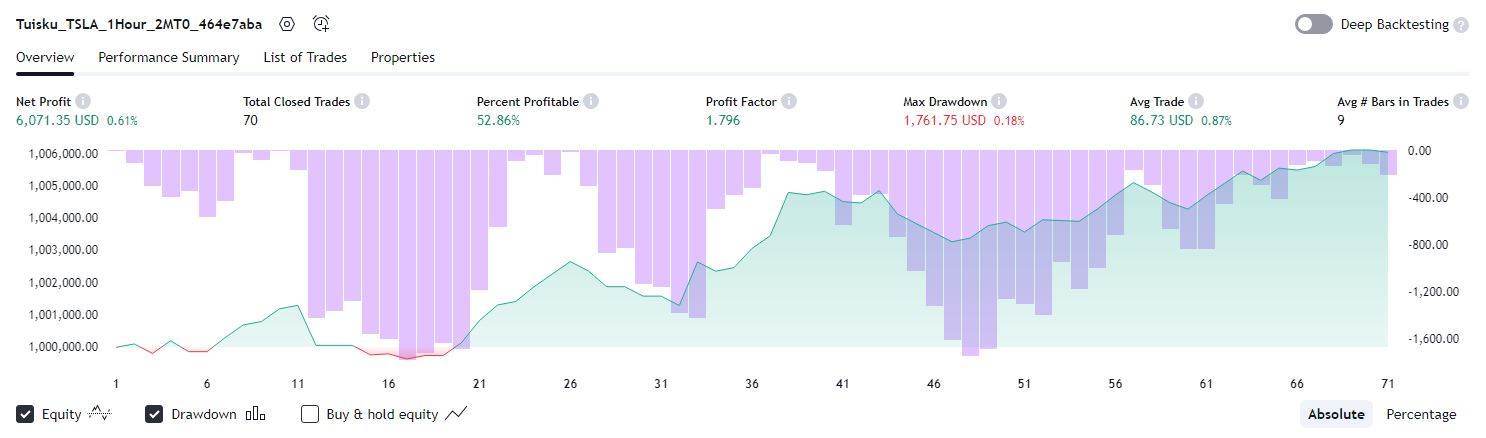 Tuisku_TSLA_1Hour_2MT0_464e7aba
Deep Backtesting ?
Overview Performance Summary List of Trades Properties
Net Profit i Total Closed Trades i Percent Profitable i Profit Factor i Max Drawdown i Avg Trade i Avg # Bars in Trades i
6,071.35 USD 0.61% 70 52.86% 1.796 1,761.75 USD 0.18% 86.73 USD 0.87% 9
1,006,000.00 0.00
1,005,000.00
-400.00
1,004,000.00
1,003,000.00 -800.00
1,002,000.00
-1,200.00
1,001,000.00
1,000,000.00 -1,600.00
1 6 11 16 21 26 31 36 41 46 51 56 61 66 71
Equity Drawdown Buy & hold equity Absolute Percentage